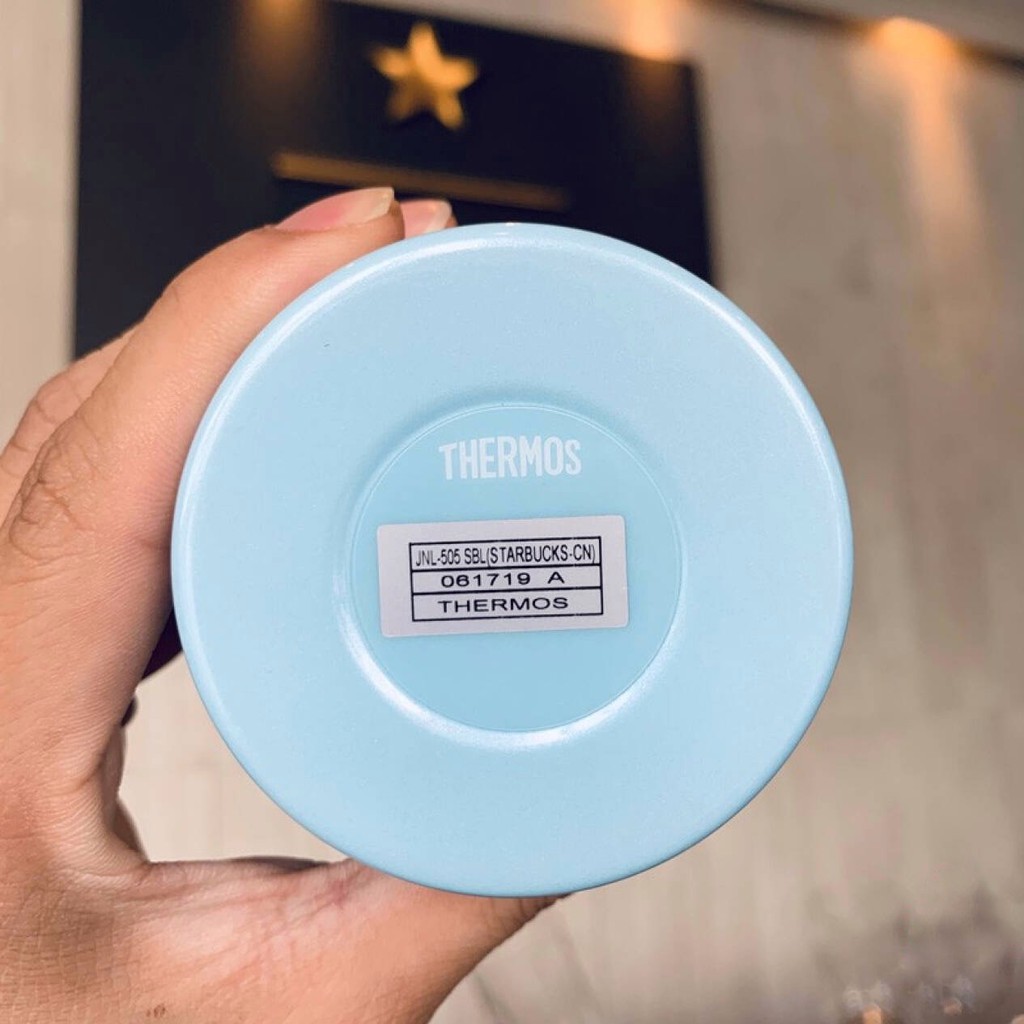 THERMOS
JNL-505 SBL(STARBUCKS-CN)
061719 A
THERMOS